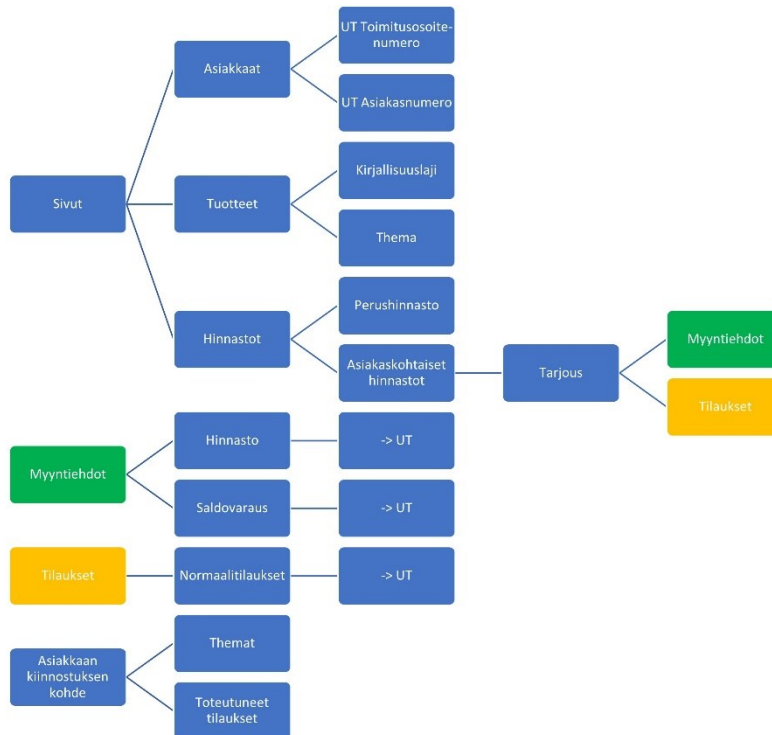 UT Toimitusosoite-
numero
Asiakkaat
UT Asiakasnumero
Kirjallisuuslaji
Sivut
Tuotteet
Thema
Perushinnasto
Myyntiehdot
Hinnastot
Asiakaskohtaiset
hinnastot
Tarjous
Tilaukset
Hinnasto
-> UT
Myyntiehdot
Saldovaraus
-> UT
Tilaukset
Normaalitilaukset
-> UT
Themat
Asiakkaan
kiinnostuksen
kohde
Toteutuneet
tilaukset